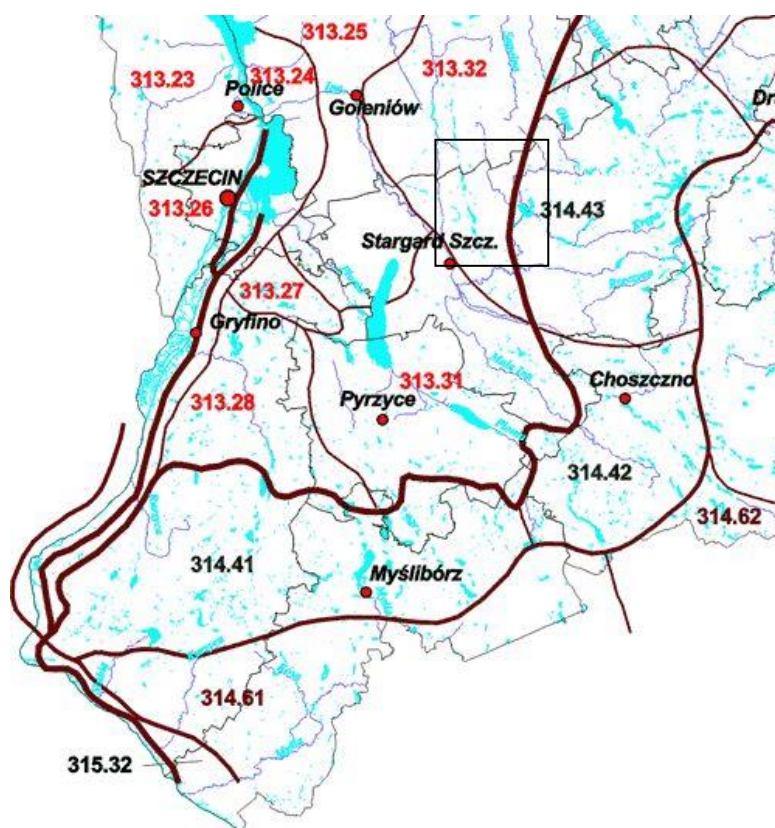 313.25
313.23
313.24
313.32
Police
Goleniów
Dr
SZCZECIN
313.26
314.43
Stargard Szcz.
313.27
Gryfino
313.31
Choszczno
313.28
Pyrzyce
314.42
314.62
314.41
Myślibórz
314.61
315.32